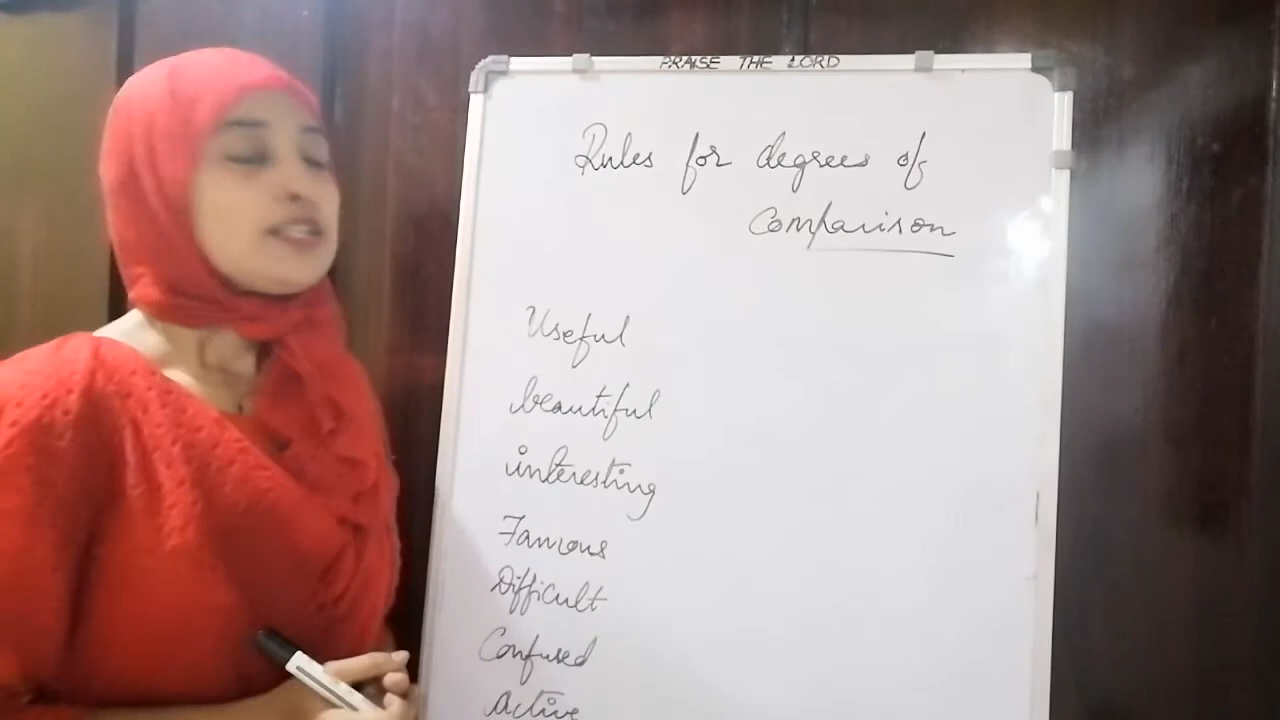 PRAISE THE LORD
Rules for degrees of
Comparison
Useful
beautiful
interesting
Famous
Difficult
Confused
Active